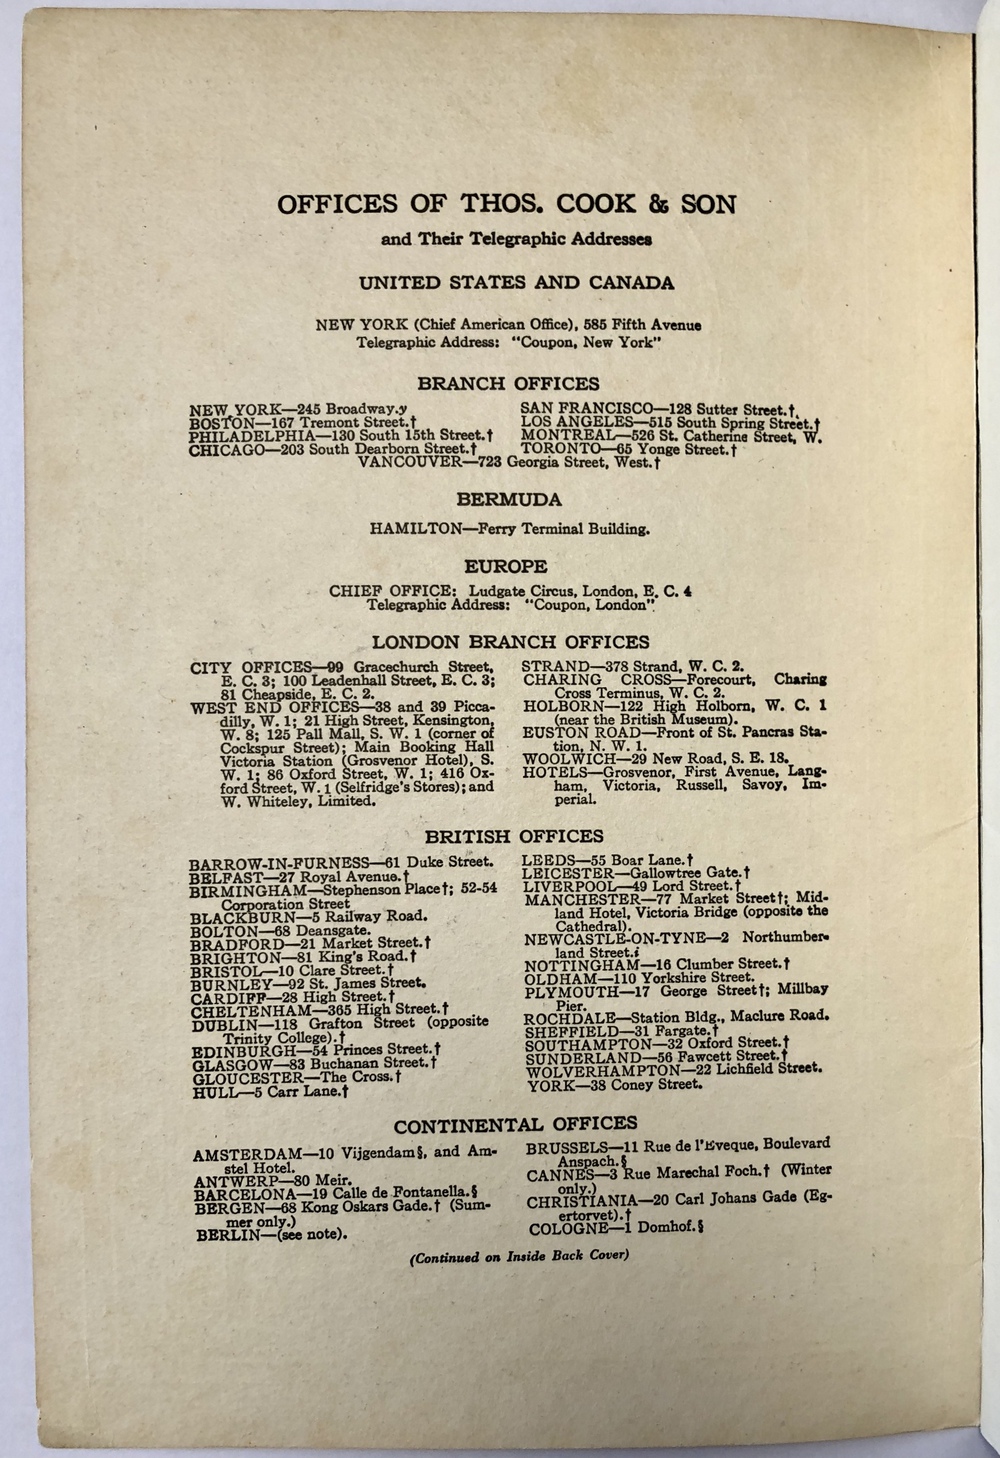 OFFICES OF THOS. COOK & SON
and Their Telegraphic Addresses
UNITED STATES AND CANADA
NEW YORK (Chief American Office), 585 Fifth Avenue
Telegraphic Address: "Coupon, New York"
BRANCH OFFICES
NEW YORK—245 Broadway.y
BOSTON—167 Tremont Street.†
PHILADELPHIA—130 South 15th Street.†
CHICAGO—203 South Dearborn Street.†
SAN FRANCISCO—128 Sutter Street.†
LOS ANGELES—515 South Spring Street.†
MONTREAL—526 St. Catherine Street, W.
TORONTO—65 Yonge Street.†
VANCOUVER—723 Georgia Street, West.†
BERMUDA
HAMILTON—Ferry Terminal Building.
EUROPE
CHIEF OFFICE: Ludgate Circus, London, E. C. 4
Telegraphic Address: "Coupon, London"
LONDON BRANCH OFFICES
CITY OFFICES—99 Gracechurch Street,
E. C. 3; 100 Leadenhall Street, E. C. 3;
81 Cheapside, E. C. 2.
WEST END OFFICES—38 and 39 Picca-
dilly, W. 1; 21 High Street, Kensington,
W. 8; 125 Pall Mall, S. W. 1 (corner of
Cockspur Street); Main Booking Hall
Victoria Station (Grosvenor Hotel), S.
W. 1; 86 Oxford Street, W. 1; 416 Ox-
ford Street, W. 1 (Selfridge's Stores); and
W. Whiteley, Limited.
STRAND—378 Strand, W. C. 2.
CHARING CROSS—Forecourt, Charing
Cross Terminus, W. C. 2.
HOLBORN—122 High Holborn, W. C. 1
(near the British Museum).
EUSTON ROAD—Front of St. Pancras Sta-
tion, N. W. 1.
WOOLWICH—29 New Road, S. E. 18.
HOTELS—Grosvenor, First Avenue, Lang-
ham, Victoria, Russell, Savoy, Im-
perial.
BRITISH OFFICES
BARROW-IN-FURNESS—61 Duke Street.
BELFAST—27 Royal Avenue.†
BIRMINGHAM—Stephenson Place†; 52-54
Corporation Street
BLACKBURN—5 Railway Road.
BOLTON—68 Deansgate.
BRADFORD—21 Market Street.†
BRIGHTON—81 King's Road.†
BRISTOL—10 Clare Street.†
BURNLEY—92 St. James Street.
CARDIFF—28 High Street.†
CHELTENHAM—365 High Street.†
DUBLIN—118 Grafton Street (opposite
Trinity College).†
EDINBURGH—54 Princes Street.†
GLASGOW—83 Buchanan Street.†
GLOUCESTER—The Cross.†
HULL—5 Carr Lane.†
LEEDS—55 Boar Lane.†
LEICESTER—Gallowtree Gate.†
LIVERPOOL—49 Lord Street.†
MANCHESTER—77 Market Street†; Mid-
land Hotel, Victoria Bridge (opposite the
Cathedral).
NEWCASTLE-ON-TYNE—2 Northumber-
land Street.i
NOTTINGHAM—16 Clumber Street.†
OLDHAM—110 Yorkshire Street.
PLYMOUTH—17 George Street†; Millbay
Pier.
ROCHDALE—Station Bldg., Maclure Road.
SHEFFIELD—31 Fargate.†
SOUTHAMPTON—32 Oxford Street.†
SUNDERLAND—56 Fawcett Street.†
WOLVERHAMPTON—22 Lichfield Street.
YORK—38 Coney Street.
CONTINENTAL OFFICES
AMSTERDAM—10 Vijgendam§, and Am-
stel Hotel.
ANTWERP—80 Meir.
BARCELONA—19 Calle de Fontanella.§
BERGEN—68 Kong Oskars Gade.† (Sum-
mer only.)
BERLIN—(see note).
BRUSSELS—11 Rue de l'Eveque, Boulevard
Anspach.§
CANNES—3 Rue Marechal Foch.† (Winter
only.)
CHRISTIANIA—20 Carl Johans Gade (Eg-
ertorvet).†
COLOGNE—1 Domhof.§
(Continued on Inside Back Cover)